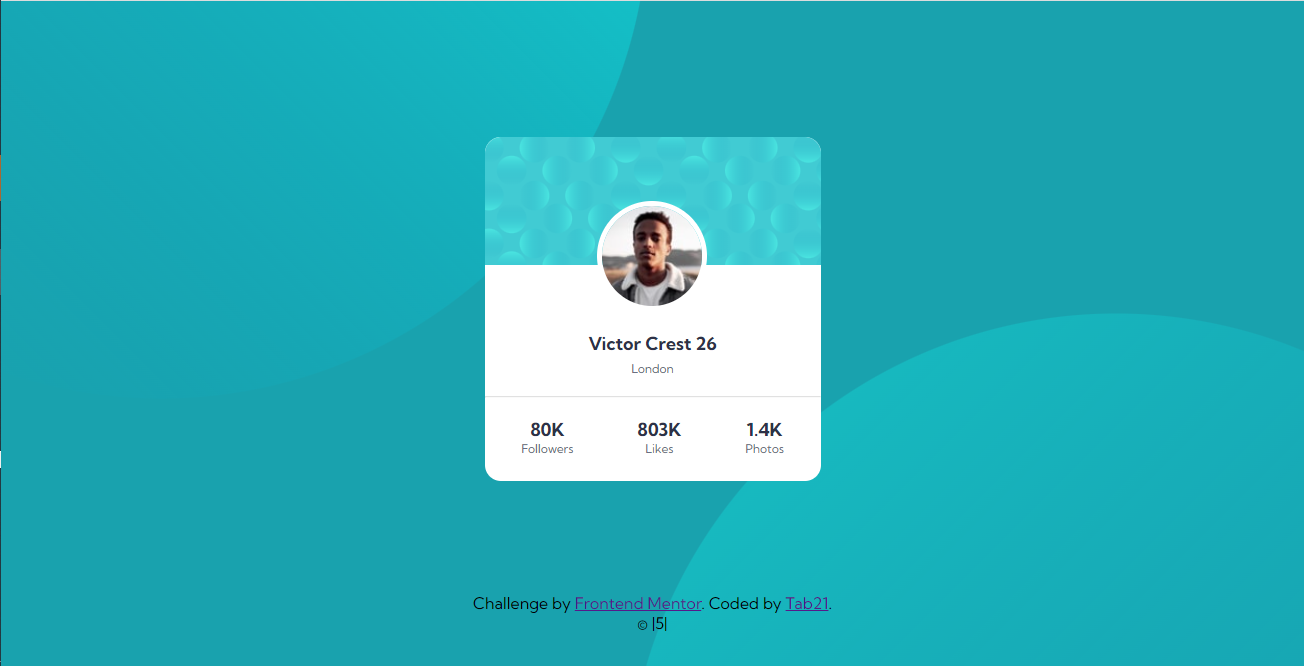 Victor Crest 26
London
80K 803K 1.4K
Followers Likes Photos
Challenge by Frontend Mentor. Coded by Tab21.
© |5|